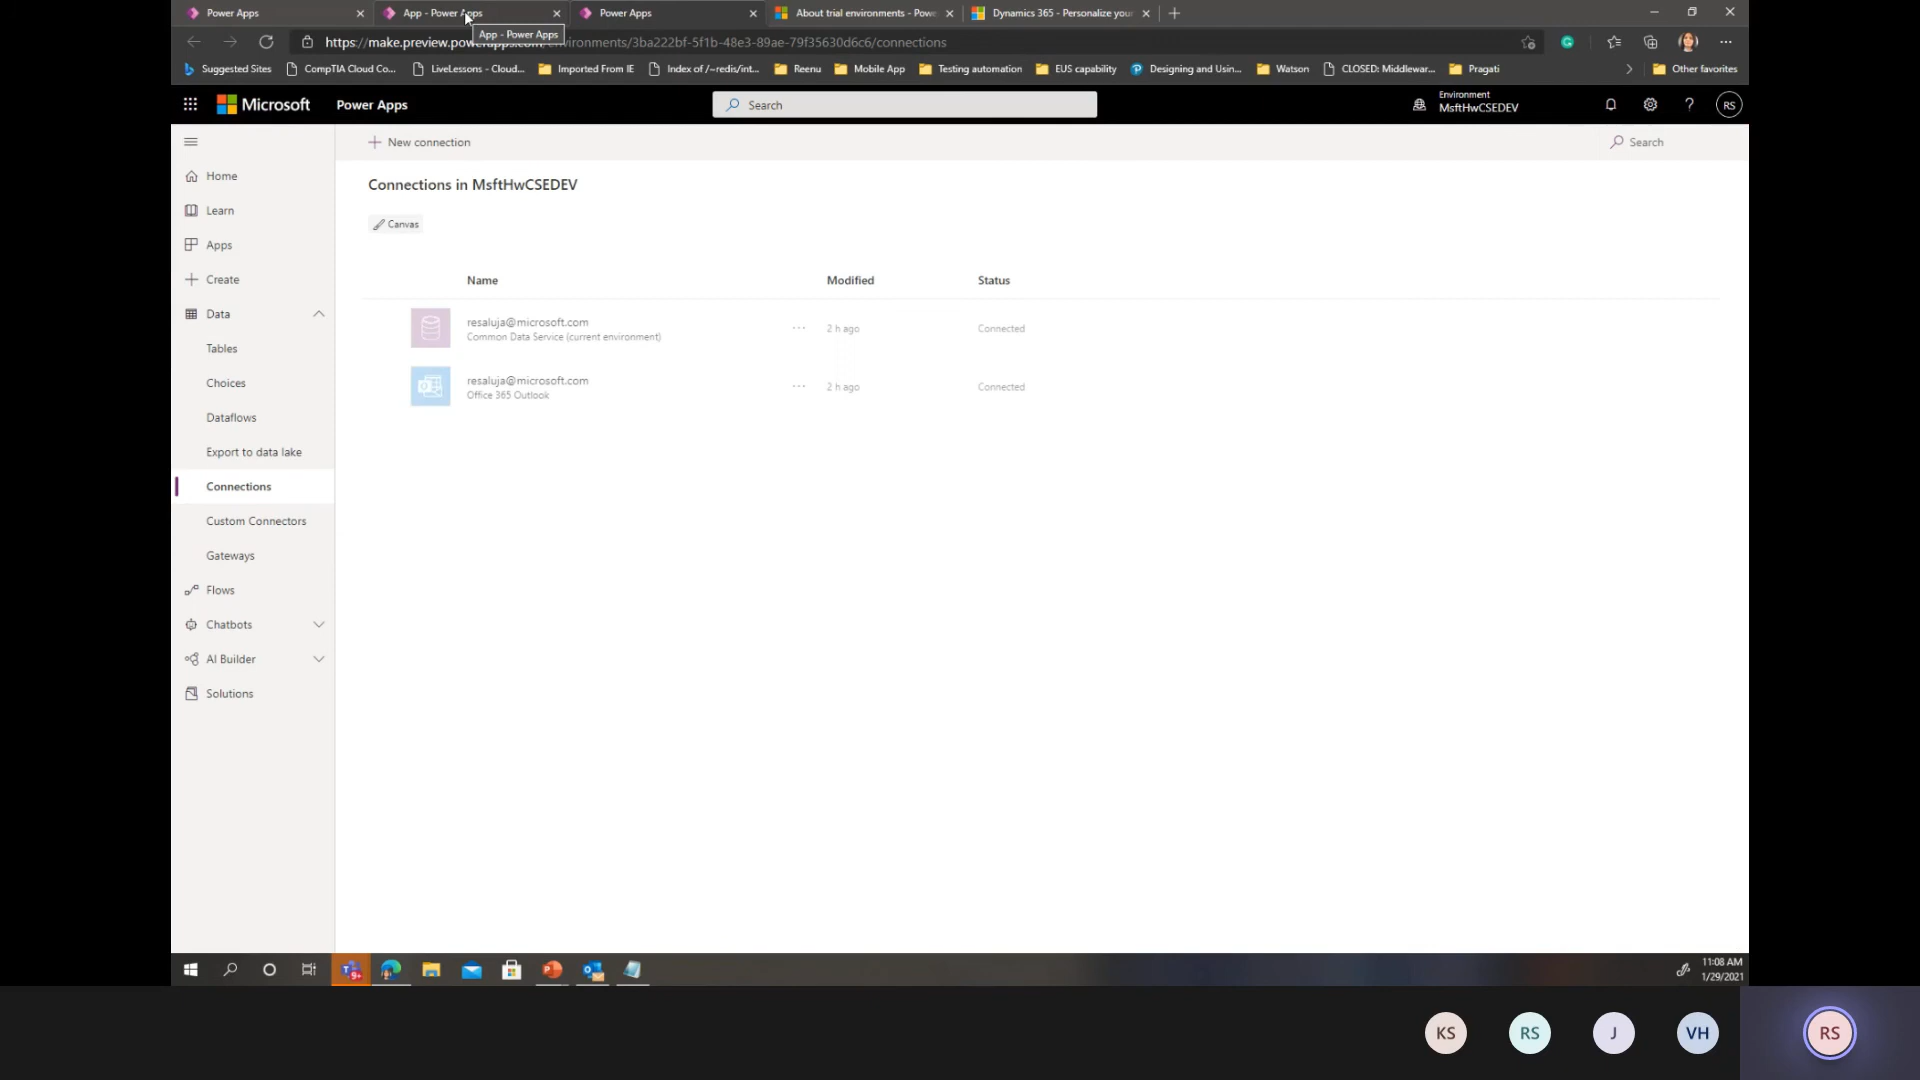 Power Apps
App - Power Apps
Power Apps
About trial environments - Powe
Dynamics 365 - Personalize your
App - Power Apps
https://make.preview.powerapps.com/environments/3ba222bf-5f1b-48e3-89ae-79f35630d6c6/connections
Suggested Sites
CompTIA Cloud Co...
LiveLessons - Cloud...
Imported From IE
Index of /~redis/int...
Reenu
Mobile App
Testing automation
EUS capability
Designing and Usin...
Watson
CLOSED: Middlewar...
Pragati
Other favorites
Microsoft
Power Apps
Search
Environment
MsftHwCSEDEV
?
RS
New connection
Search
Home
Learn
Apps
Create
Data
Tables
Choices
Dataflows
Export to data lake
Connections
Custom Connectors
Gateways
Flows
Chatbots
AI Builder
Solutions
Connections in MsftHwCSEDEV
Canvas
Name Modified Status
resaluja@microsoft.com
Common Data Service (current environment)
... 2 h ago Connected
resaluja@microsoft.com
Office 365 Outlook
... 2 h ago Connected
9+
11:08 AM
1/29/2021
KS
RS
J
VH
RS